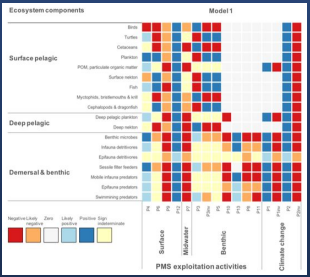 Ecosystem components
Model 1
Surface pelagic
Birds
Turtles
Cetaceans
Plankton
POM, particulate organic matter
Surface nekton
Fish
Myctophids, bristlemouths & krill
Cephalopods & dragonfish
Deep pelagic
Deep pelagic plankton
Deep nekton
Demersal & benthic
Benthic microbes
Infauna detritivores
Epifauna detritivores
Sessile filter feeders
Mobile infauna predators
Epifauna predators
Swimming predators
Negative
Likely negative
Zero
Likely positive
Positive
Sign indeterminate
Surface
Midwater
Benthic
Climate change
PMS exploitation activities